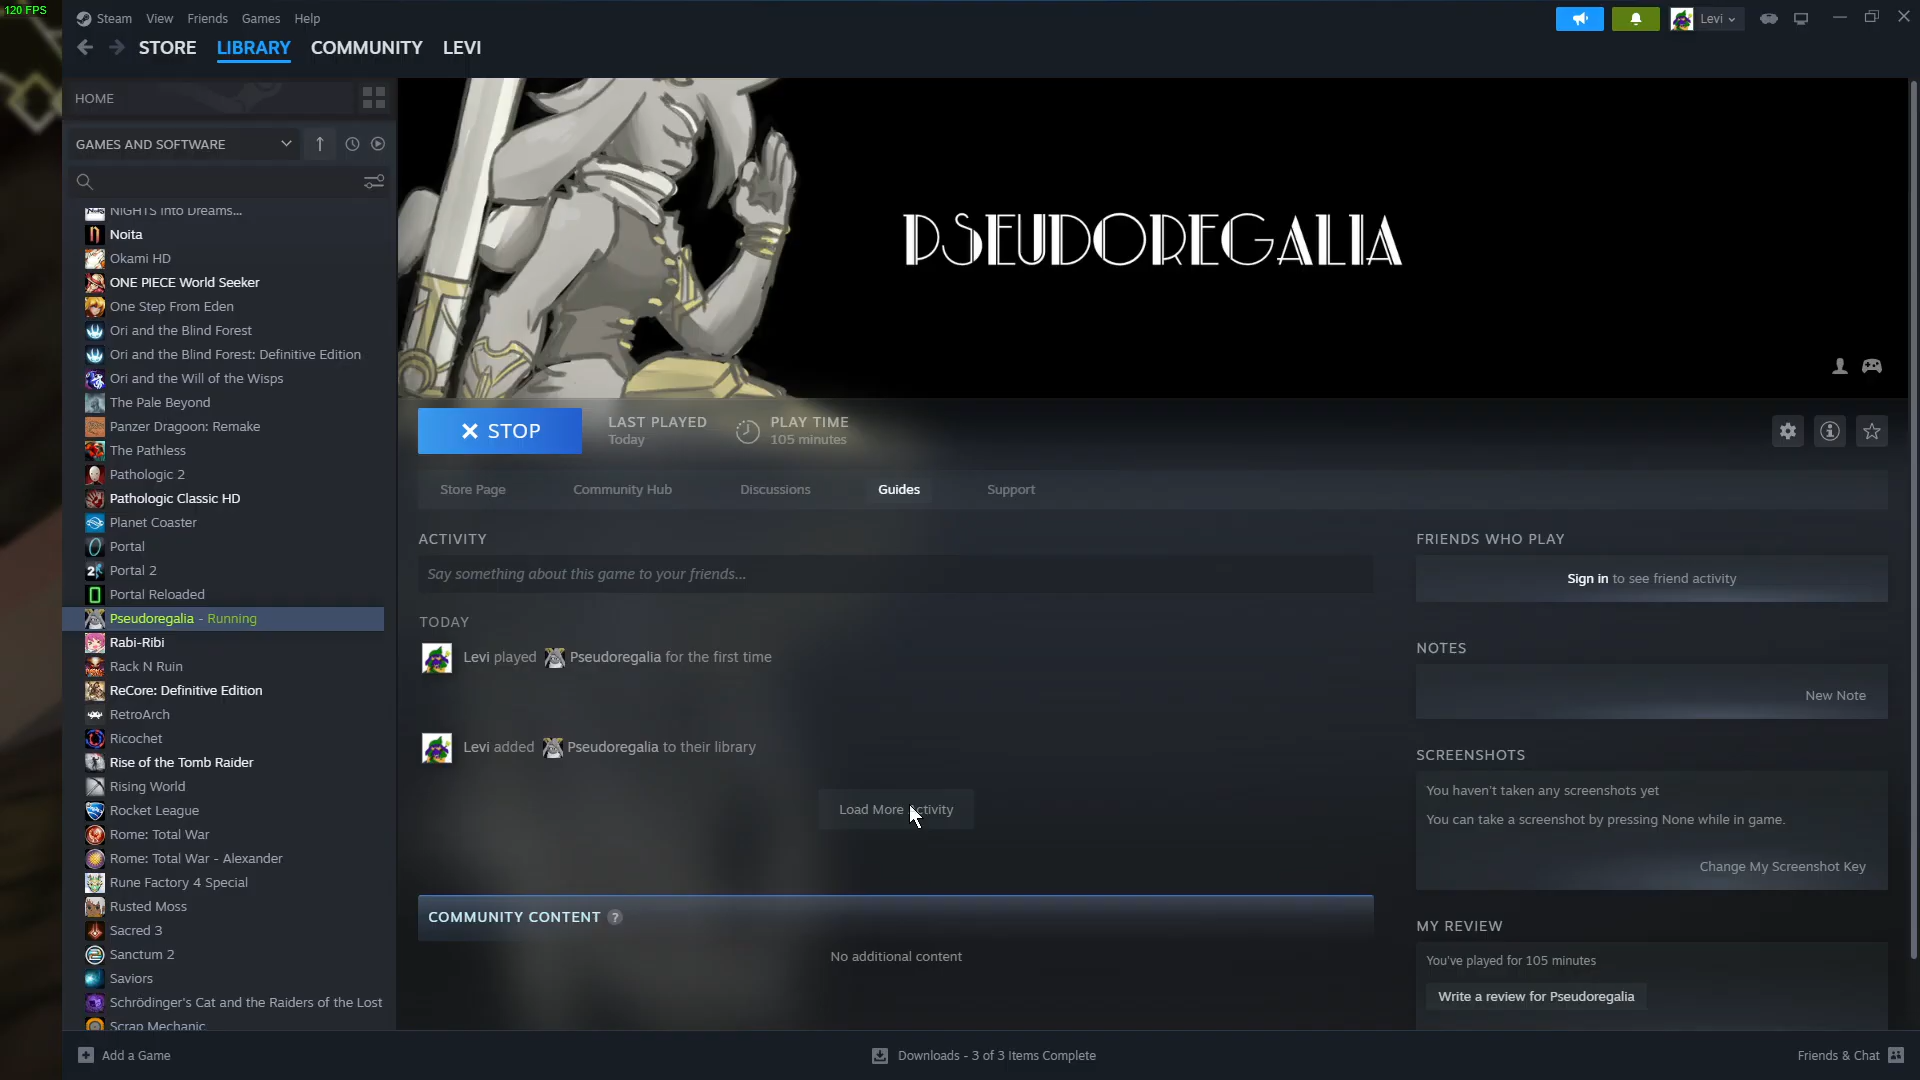 120 FPS
Steam View Friends Games Help
Levi
STORE LIBRARY COMMUNITY LEVI
HOME
GAMES AND SOFTWARE
NiGHTS into Dreams...
Noita
Okami HD
ONE PIECE World Seeker
One Step From Eden
Ori and the Blind Forest
Ori and the Blind Forest: Definitive Edition
Ori and the Will of the Wisps
The Pale Beyond
Panzer Dragoon: Remake
The Pathless
Pathologic 2
Pathologic Classic HD
Planet Coaster
Portal
Portal 2
Portal Reloaded
Pseudoregalia - Running
Rabi-Ribi
Rack N Ruin
ReCore: Definitive Edition
RetroArch
Ricochet
Rise of the Tomb Raider
Rising World
Rocket League
Rome: Total War
Rome: Total War - Alexander
Rune Factory 4 Special
Rusted Moss
Sacred 3
Sanctum 2
Saviors
Schrödinger's Cat and the Raiders of the Lost
Scrap Mechanic
PSEUDOREGALIA
STOP
LAST PLAYED
Today
PLAY TIME
105 minutes
Store Page Community Hub Discussions Guides Support
ACTIVITY
Say something about this game to your friends...
TODAY
Levi played Pseudoregalia for the first time
Levi added Pseudoregalia to their library
Load More Activity
COMMUNITY CONTENT ?
No additional content
FRIENDS WHO PLAY
Sign in to see friend activity
NOTES
New Note
SCREENSHOTS
You haven't taken any screenshots yet
You can take a screenshot by pressing None while in game.
Change My Screenshot Key
MY REVIEW
You've played for 105 minutes
Write a review for Pseudoregalia
Add a Game
Downloads - 3 of 3 Items Complete
Friends & Chat